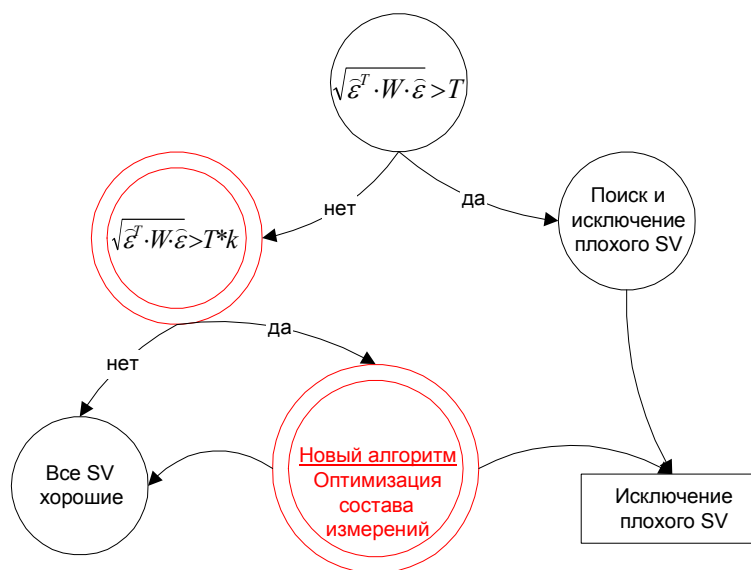 √(ε̂ᵀ·W·ε̂)>T
нет
да
Поиск и
исключение
плохого SV
√(ε̂ᵀ·W·ε̂)>T*k
нет
да
Все SV
хорошие
Новый алгоритм
Оптимизация
состава
измерений
Исключение
плохого SV